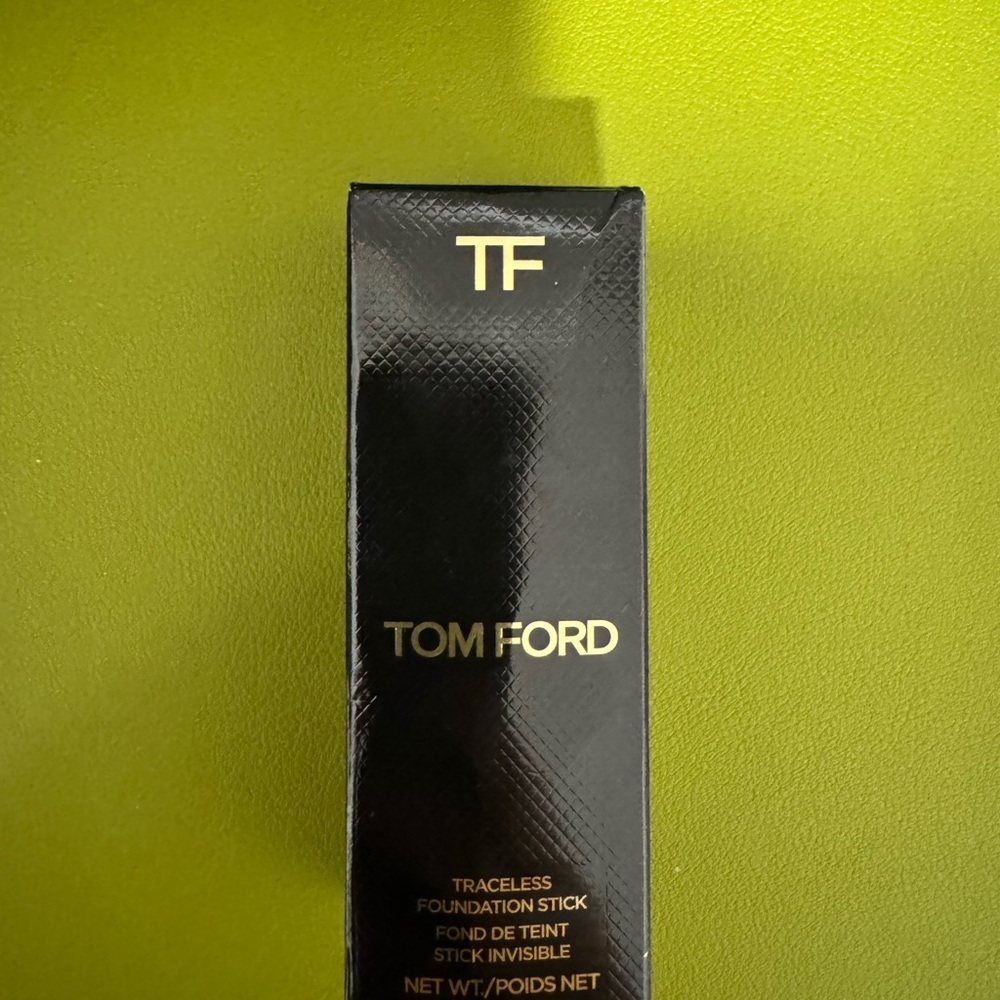 TF
TOM FORD
TRACELESS
FOUNDATION STICK
FOND DE TEINT
STICK INVISIBLE
NET WT./POIDS NET